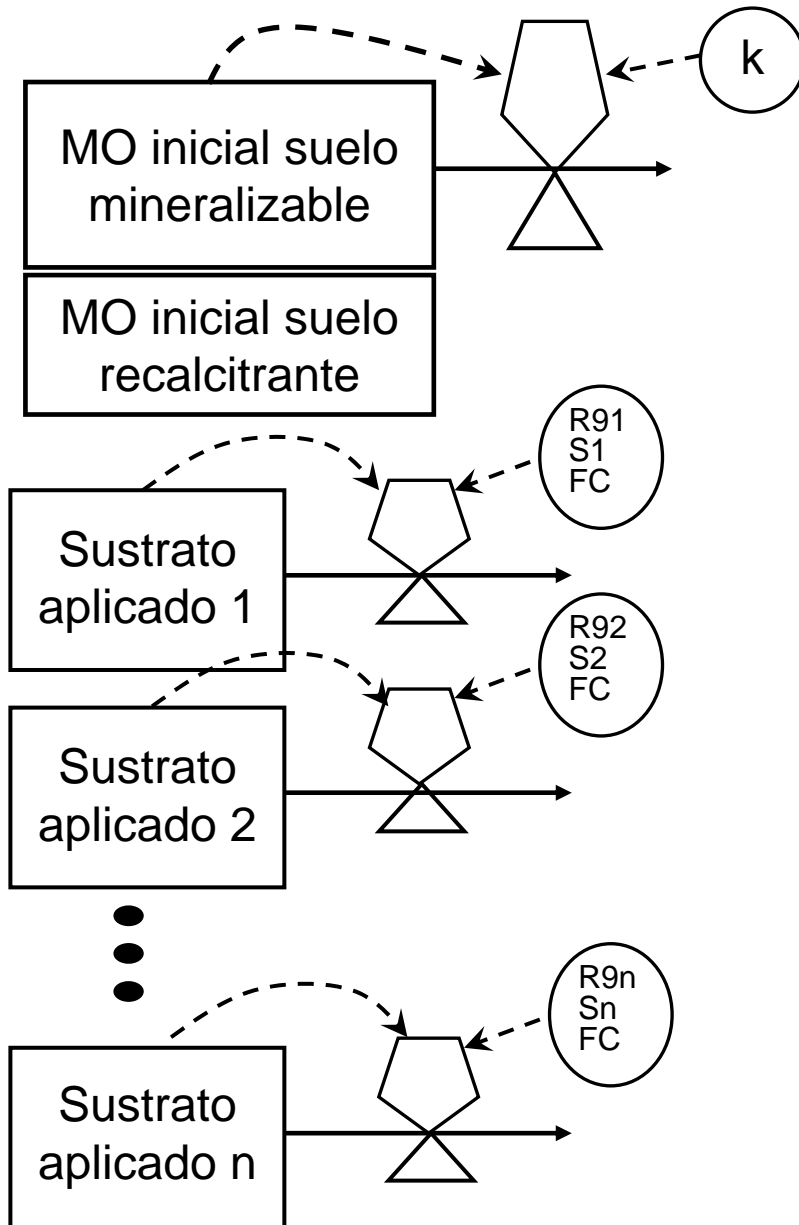 k
MO inicial suelo
mineralizable
MO inicial suelo
recalcitrante
R91
S1
FC
Sustrato
aplicado 1
R92
S2
FC
Sustrato
aplicado 2
R9n
Sn
FC
Sustrato
aplicado n